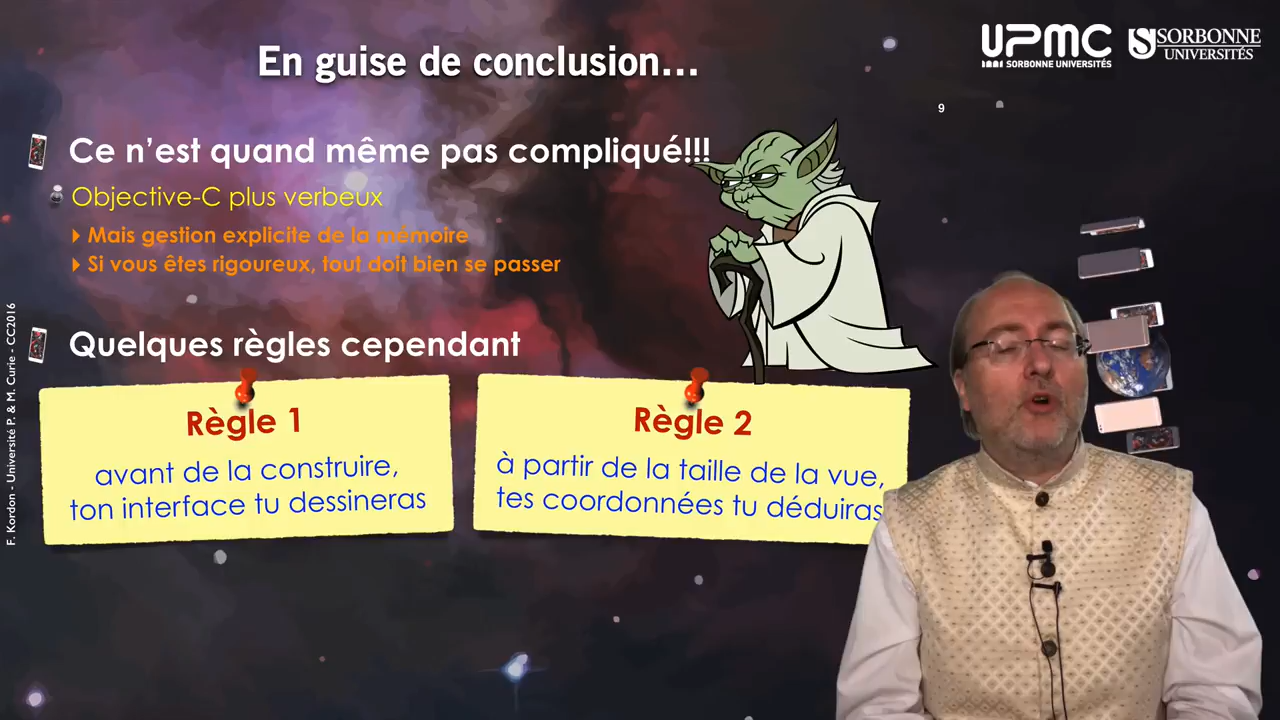 En guise de conclusion...
UPMC
SORBONNE UNIVERSITÉS
SORBONNE
UNIVERSITÉS
9
Ce n'est quand même pas compliqué!!!
Objective-C plus verbeux
Mais gestion explicite de la mémoire
Si vous êtes rigoureux, tout doit bien se passer
Quelques règles cependant
Règle 1
avant de la construire,
ton interface tu dessineras
Règle 2
à partir de la taille de la vue,
tes coordonnées tu déduiras
F. Kordon - Université P. & M. Curie - CC2016